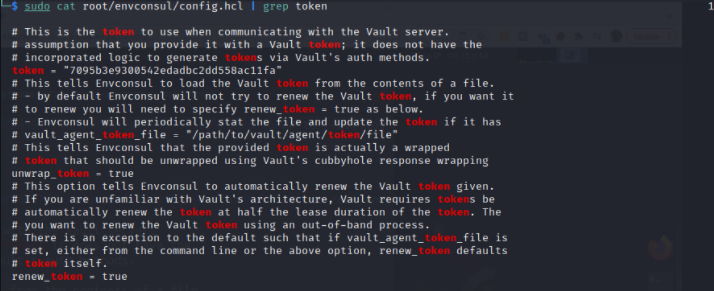 $ sudo cat root/envconsul/config.hcl | grep token
1
# This is the token to use when communicating with the Vault server.
# assumption that you provide it with a Vault token; it does not have the
# incorporated logic to generate tokens via Vault's auth methods.
token = "7095b3e9300542edadbc2dd558ac11fa"
# This tells Envconsul to load the Vault token from the contents of a file.
# - by default Envconsul will not try to renew the Vault token, if you want it
# to renew you will need to specify renew_token = true as below.
# - Envconsul will periodically stat the file and update the token if it has
# vault_agent_token_file = "/path/to/vault/agent/token/file"
# This tells Envconsul that the provided token is actually a wrapped
# token that should be unwrapped using Vault's cubbyhole response wrapping
unwrap_token = true
# This option tells Envconsul to automatically renew the Vault token given.
# If you are unfamiliar with Vault's architecture, Vault requires tokens be
# automatically renew the token at half the lease duration of the token. The
# you want to renew the Vault token using an out-of-band process.
# There is an exception to the default such that if vault_agent_token_file is
# set, either from the command line or the above option, renew_token defaults
# token itself.
renew_token = true